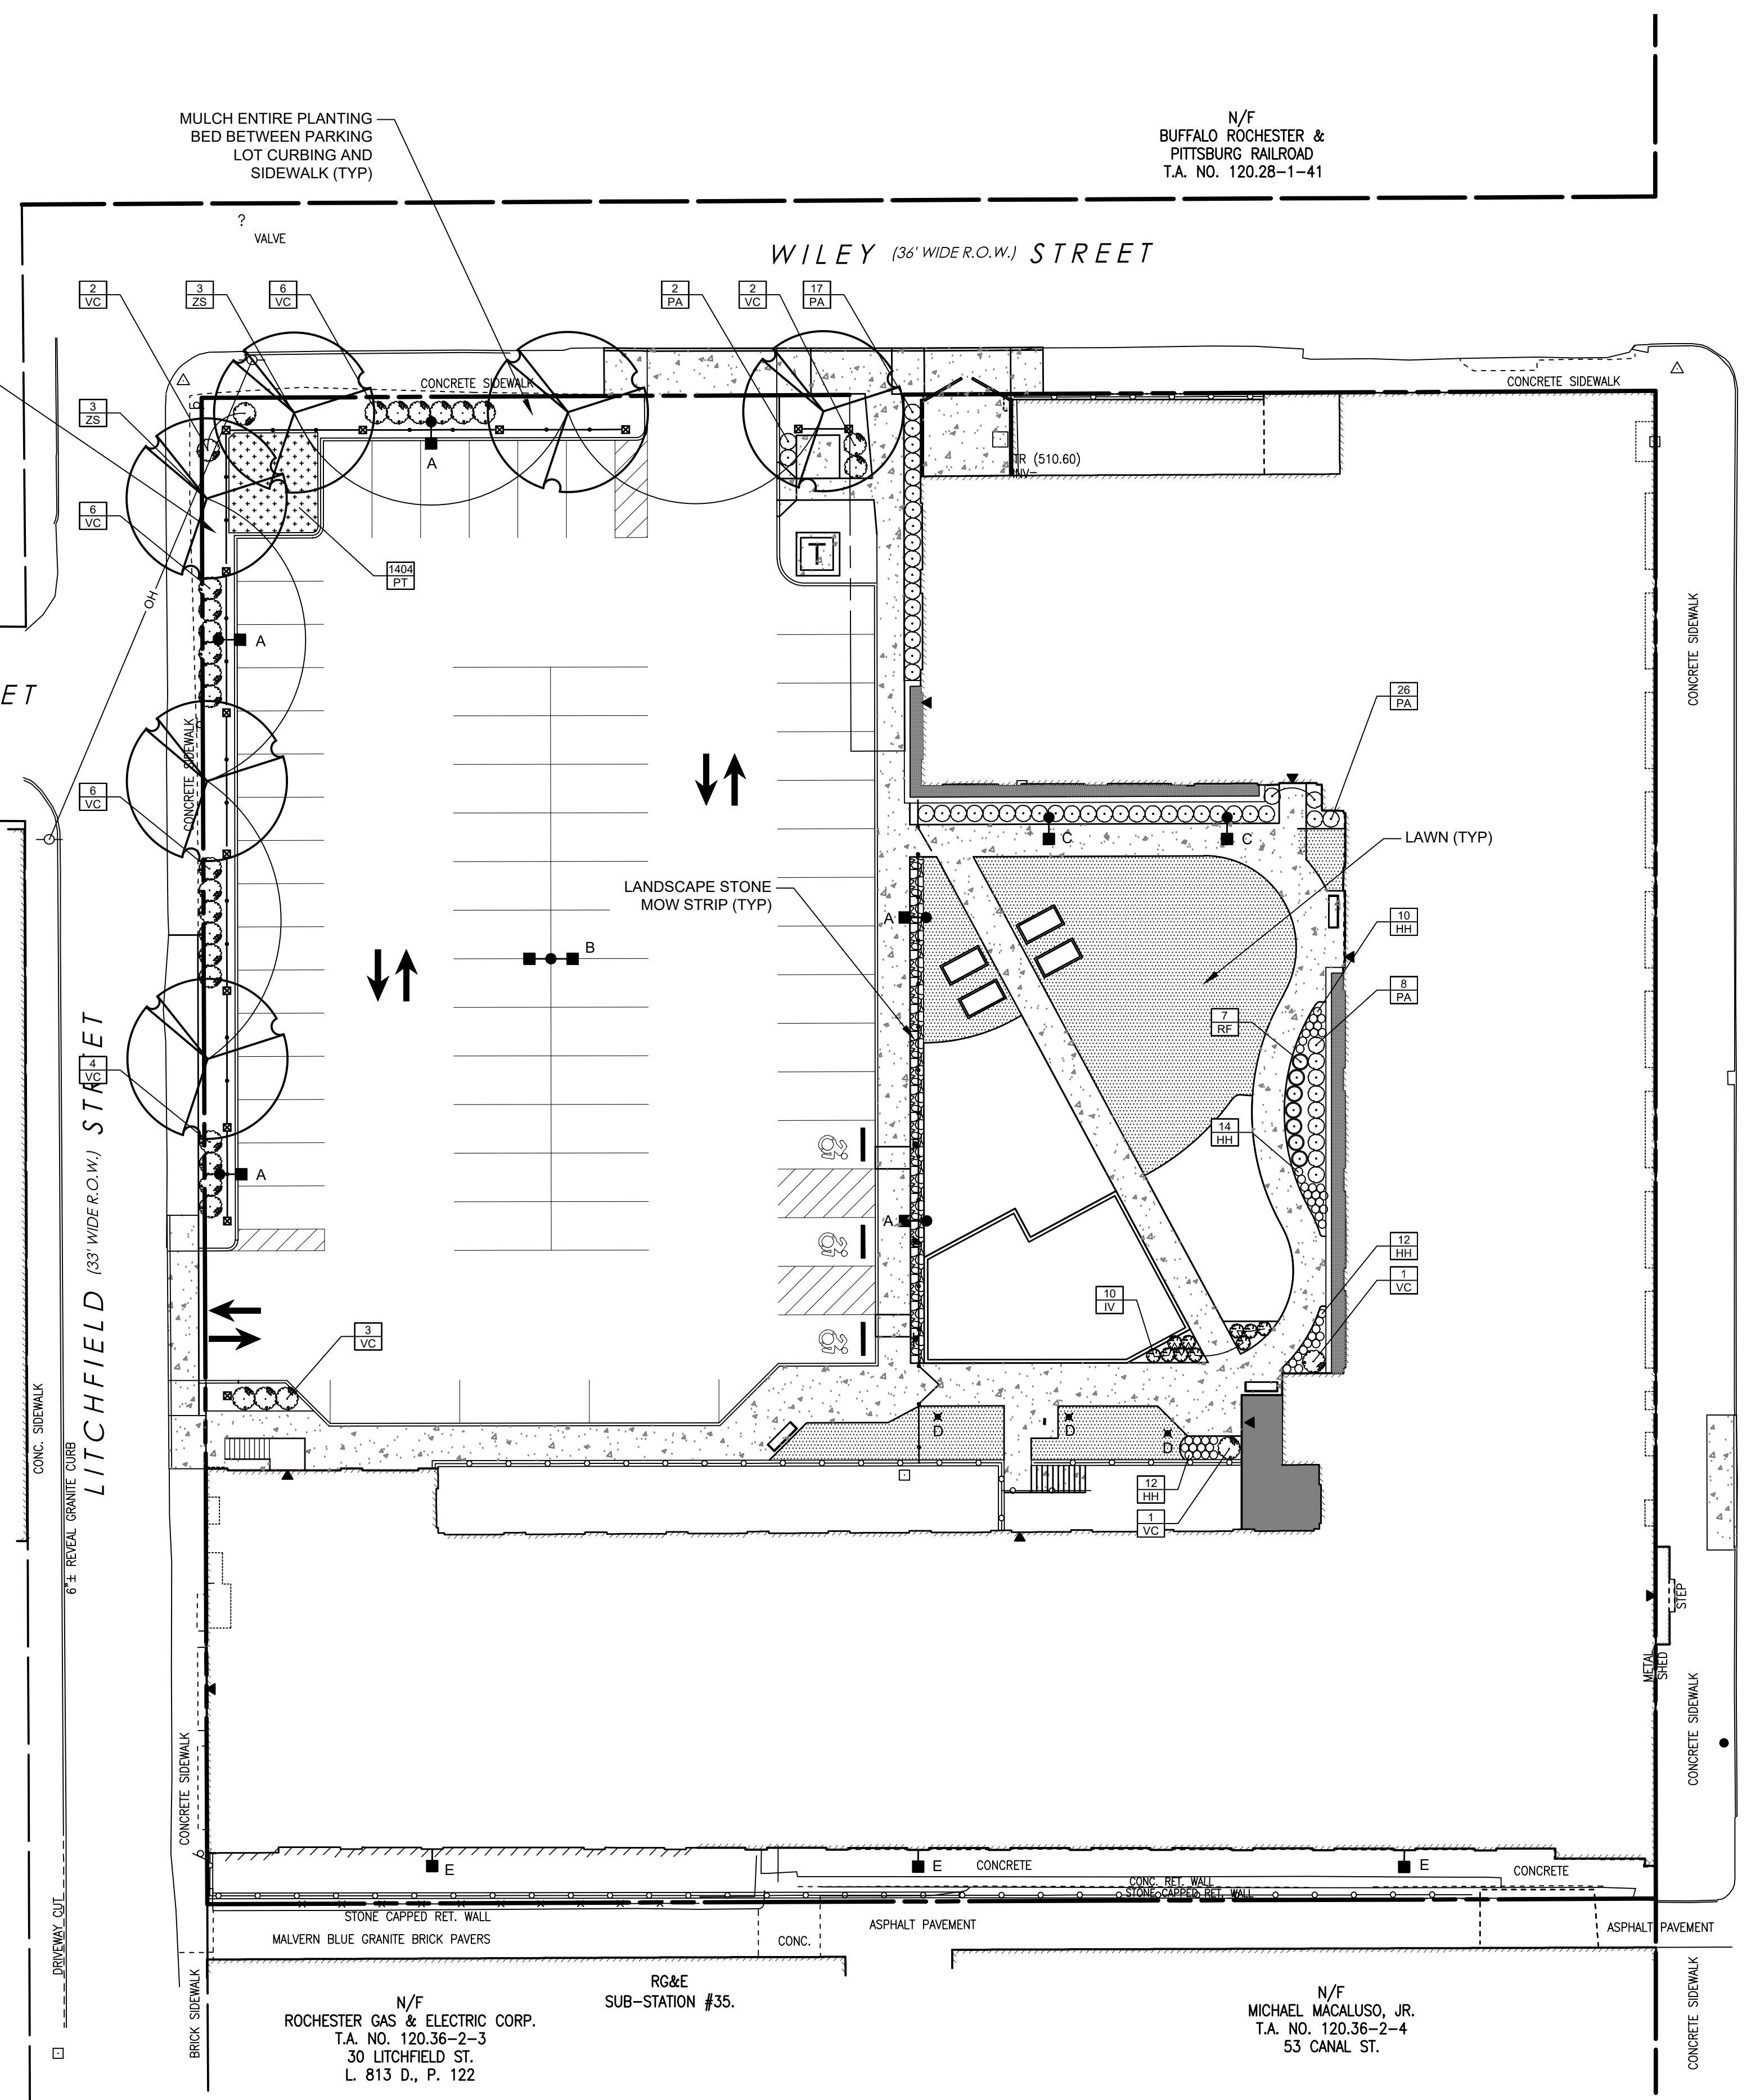 MULCH ENTIRE PLANTING
BED BETWEEN PARKING
LOT CURBING AND
SIDEWALK (TYP)
N/F
BUFFALO ROCHESTER &
PITTSBURG RAILROAD
T.A. NO. 120.28-1-41
?
VALVE
WILEY (36' WIDE R.O.W.) STREET
2
VC
3
ZS
6
VC
2
PA
2
VC
17
PA
CONCRETE SIDEWALK
CONCRETE SIDEWALK
3
ZS
A
TR (510.60)
INV-
6
VC
T
1404
PT
OH
A
CONCRETE SIDEWALK
ET
26
PA
CONCRETE SIDEWALK
6
VC
C
C
LAWN (TYP)
LANDSCAPE STONE
MOW STRIP (TYP)
A
10
HH
B
8
PA
7
RF
4
VC
14
HH
A
A
LITCHFIELD (33' WIDE R.O.W.) STREET
12
HH
1
VC
10
IV
3
VC
D
D
D
CONC. SIDEWALK
6"± REVEAL GRANITE CURB
12
HH
1
VC
STEP
METAL
SHED
CONCRETE SIDEWALK
CONCRETE SIDEWALK
E
E
CONCRETE
E
CONCRETE
CONC. RET. WALL
STONE CAPPED RET. WALL
STONE CAPPED RET. WALL
ASPHALT PAVEMENT
ASPHALT PAVEMENT
MALVERN BLUE GRANITE BRICK PAVERS
CONC.
DRIVEWAY CUT
BRICK SIDEWALK
RG&E
SUB-STATION #35.
N/F
ROCHESTER GAS & ELECTRIC CORP.
T.A. NO. 120.36-2-3
30 LITCHFIELD ST.
L. 813 D., P. 122
N/F
MICHAEL MACALUSO, JR.
T.A. NO. 120.36-2-4
53 CANAL ST.
CONCRETE SIDEWALK